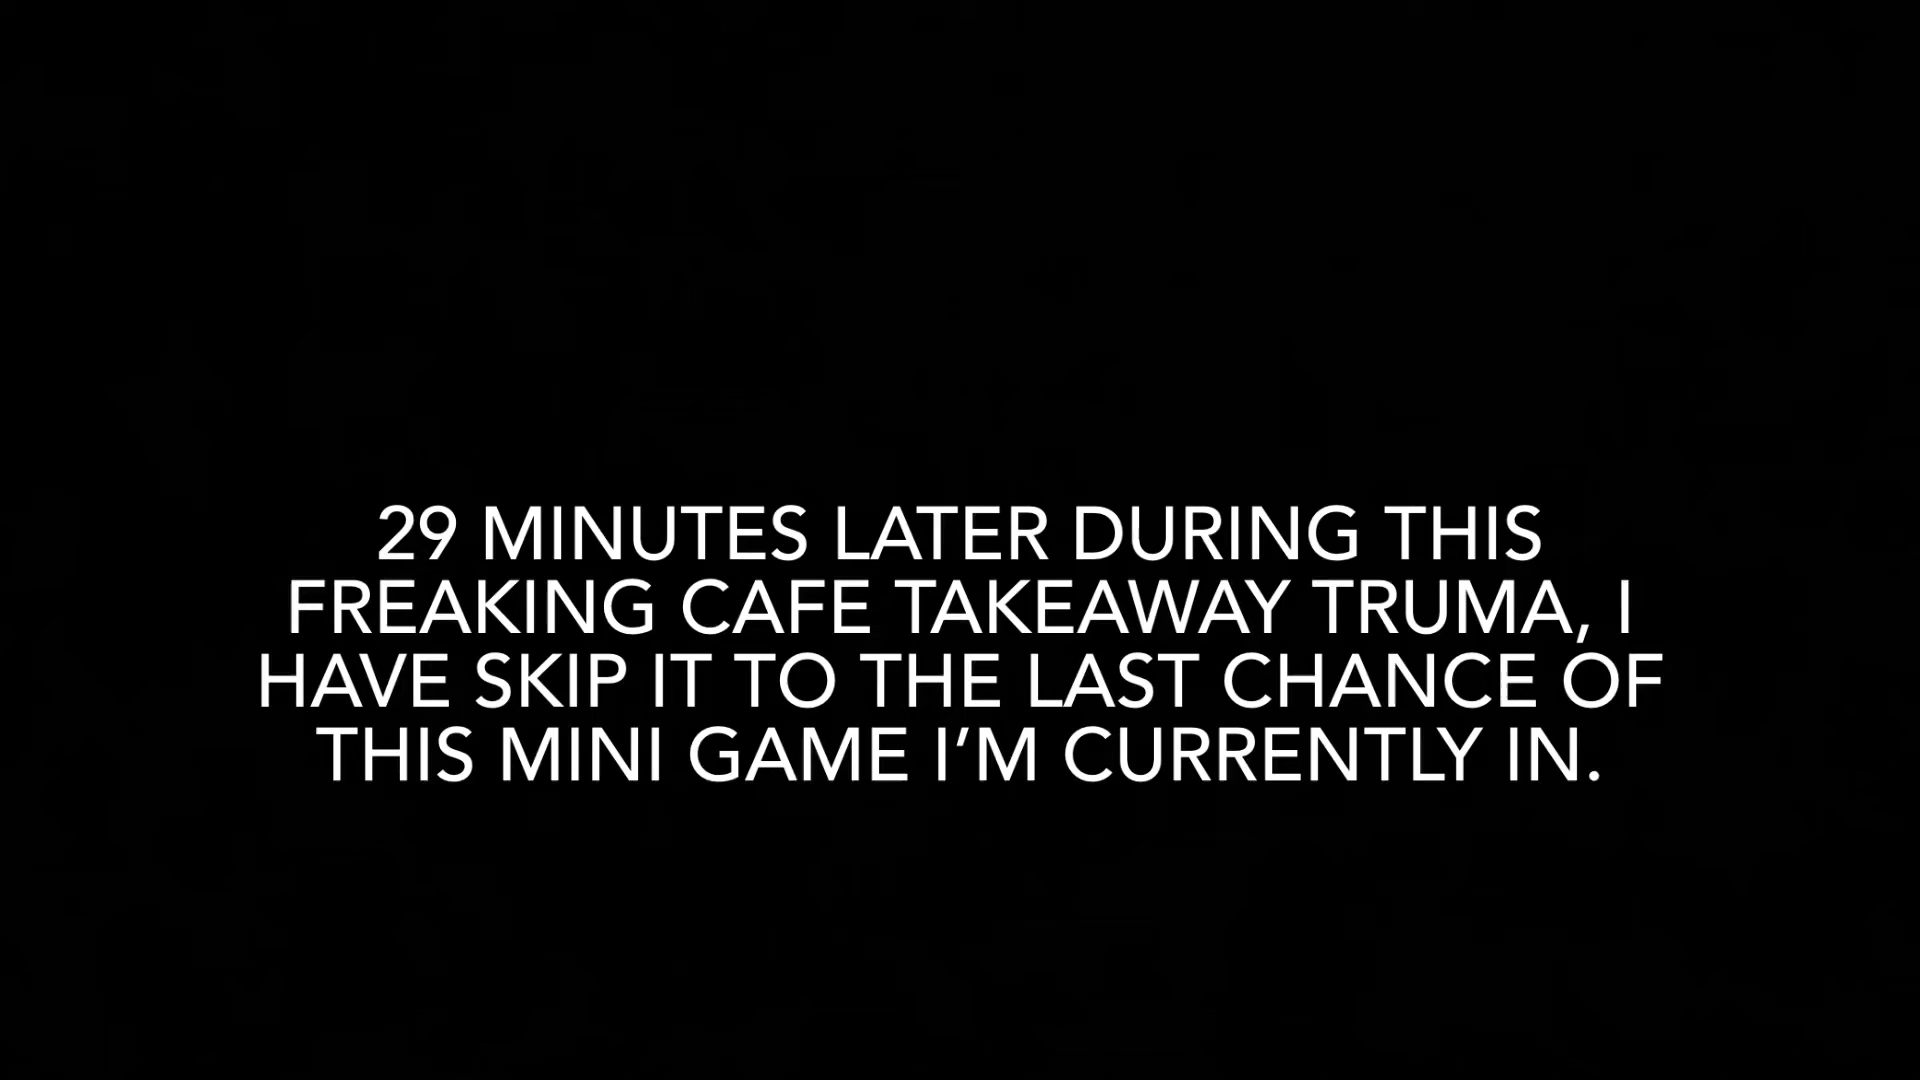 29 MINUTES LATER DURING THIS
FREAKING CAFE TAKEAWAY TRUMA, I
HAVE SKIP IT TO THE LAST CHANCE OF
THIS MINI GAME I’M CURRENTLY IN.